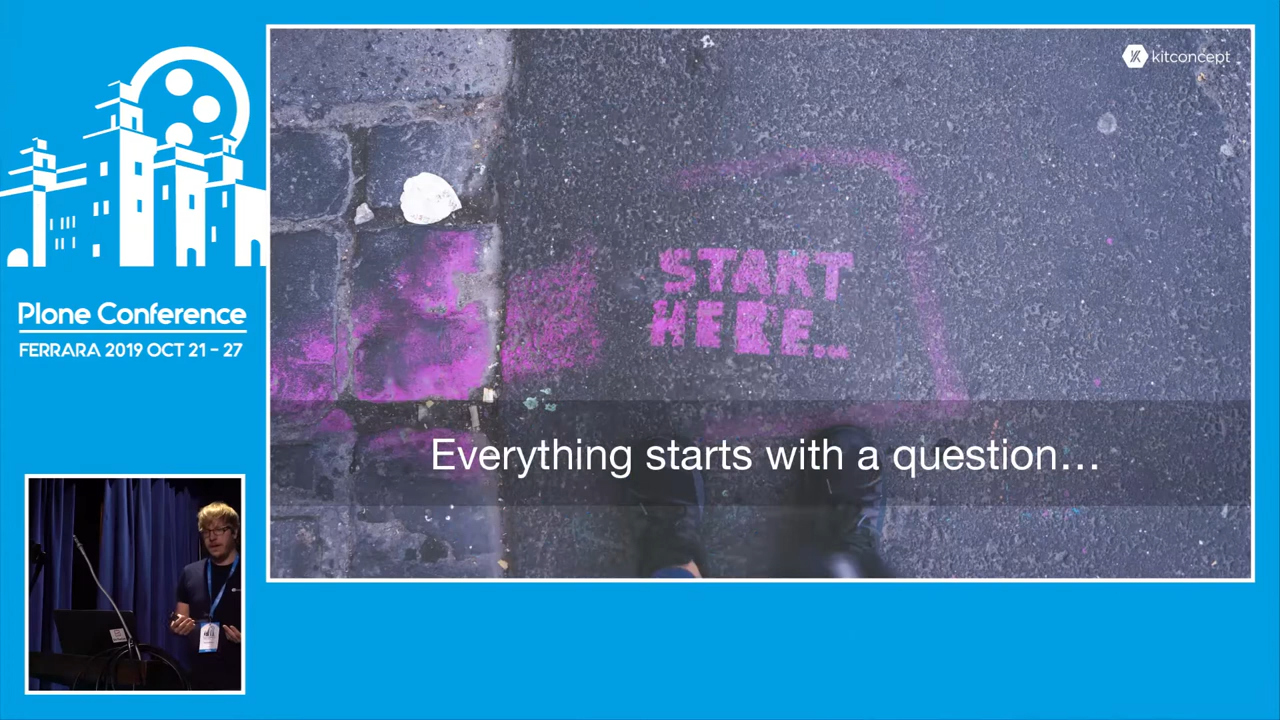 kitconcept
START
HERE...
Everything starts with a question...
Plone Conference
FERRARA 2019 OCT 21 - 27